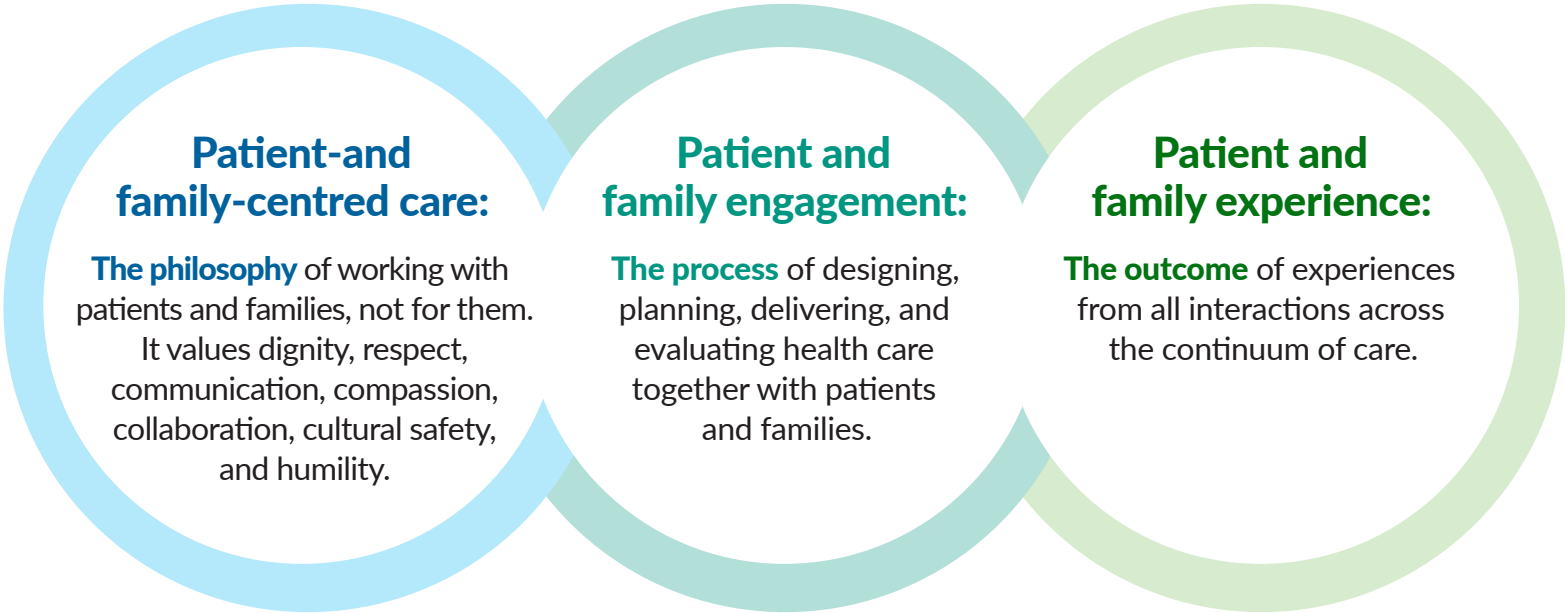 Patient-and
family-centred care:
The philosophy of working with
patients and families, not for them.
It values dignity, respect,
communication, compassion,
collaboration, cultural safety,
and humility.
Patient and
family engagement:
The process of designing,
planning, delivering, and
evaluating health care
together with patients
and families.
Patient and
family experience:
The outcome of experiences
from all interactions across
the continuum of care.